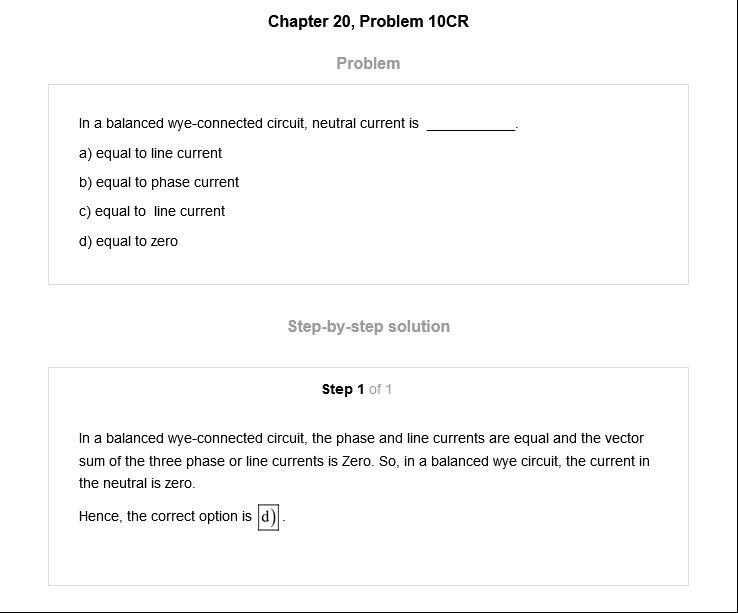 Chapter 20, Problem 10CR
Problem
In a balanced wye-connected circuit, neutral current is ___________.
a) equal to line current
b) equal to phase current
c) equal to  line current
d) equal to zero
Step-by-step solution
Step 1 of 1
In a balanced wye-connected circuit, the phase and line currents are equal and the vector
sum of the three phase or line currents is Zero. So, in a balanced wye circuit, the current in
the neutral is zero.
Hence, the correct option is d) .